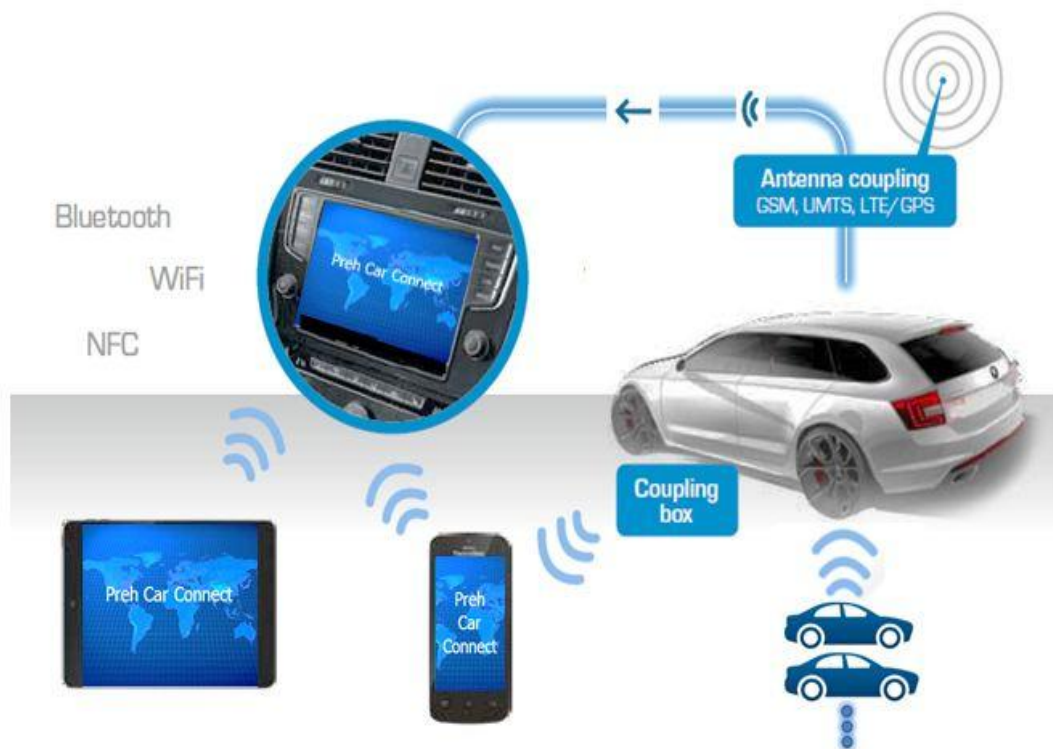 Antenna coupling
GSM, UMTS, LTE/GPS
Bluetooth
WiFi
NFC
Preh Car Connect
Coupling
box
Preh Car Connect
Preh
Car
Connect